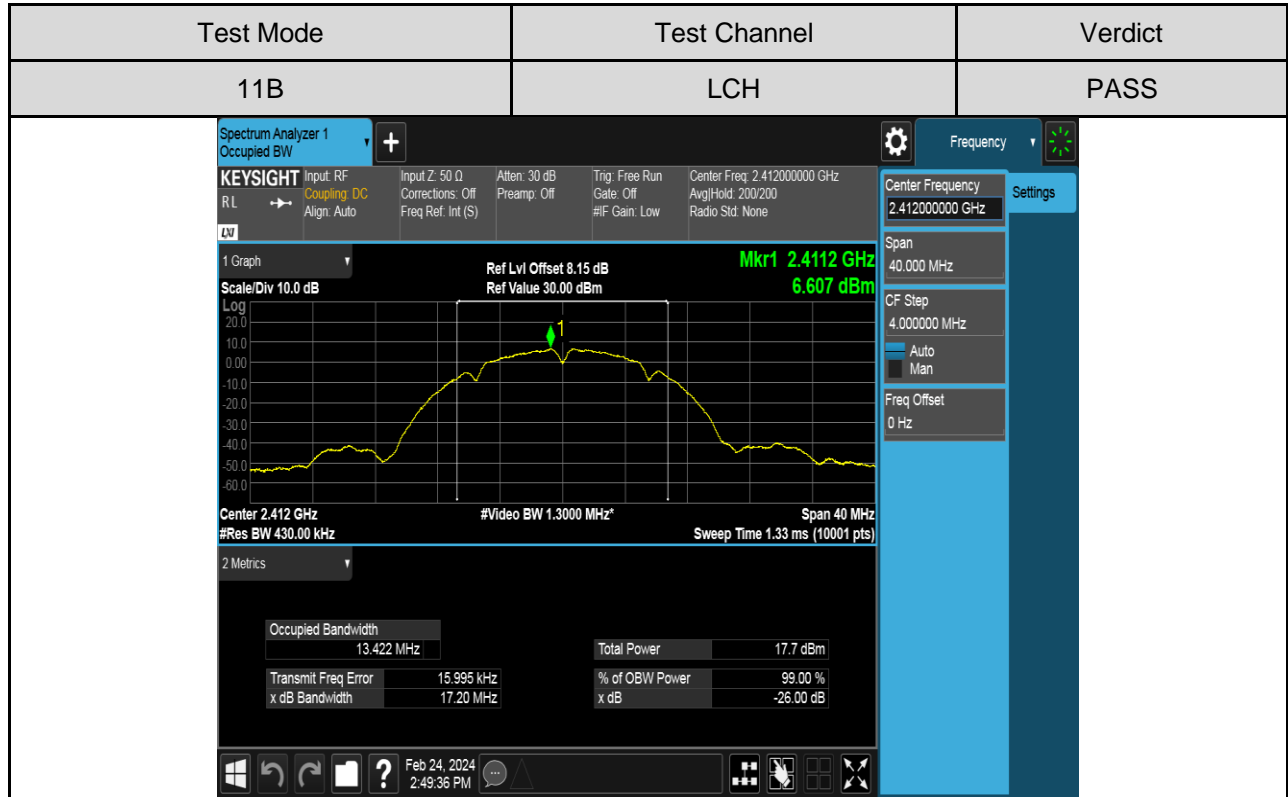 Test Mode Test Channel Verdict
11B LCH PASS
Spectrum Analyzer 1
Occupied BW
+
Frequency
KEYSIGHT Input: RF Input Z: 50 Ω Atten: 30 dB Trig: Free Run Center Freq: 2.412000000 GHz
RL Coupling: DC Corrections: Off Preamp: Off Gate: Off Avg|Hold: 200/200
Align: Auto Freq Ref: Int (S) #IF Gain: Low Radio Std: None
LXI
Center Frequency
2.412000000 GHz
Settings
Span
40.000 MHz
CF Step
4.000000 MHz
Auto
Man
Freq Offset
0 Hz
1 Graph Ref Lvl Offset 8.15 dB Mkr1 2.4112 GHz
Scale/Div 10.0 dB Ref Value 30.00 dBm 6.607 dBm
Log
20.0
10.0
0.00
-10.0
-20.0
-30.0
-40.0
-50.0
-60.0
1
Center 2.412 GHz #Video BW 1.3000 MHz* Span 40 MHz
#Res BW 430.00 kHz Sweep Time 1.33 ms (10001 pts)
2 Metrics
Occupied Bandwidth
13.422 MHz Total Power 17.7 dBm
Transmit Freq Error 15.995 kHz % of OBW Power 99.00 %
x dB Bandwidth 17.20 MHz x dB -26.00 dB
? Feb 24, 2024
2:49:36 PM